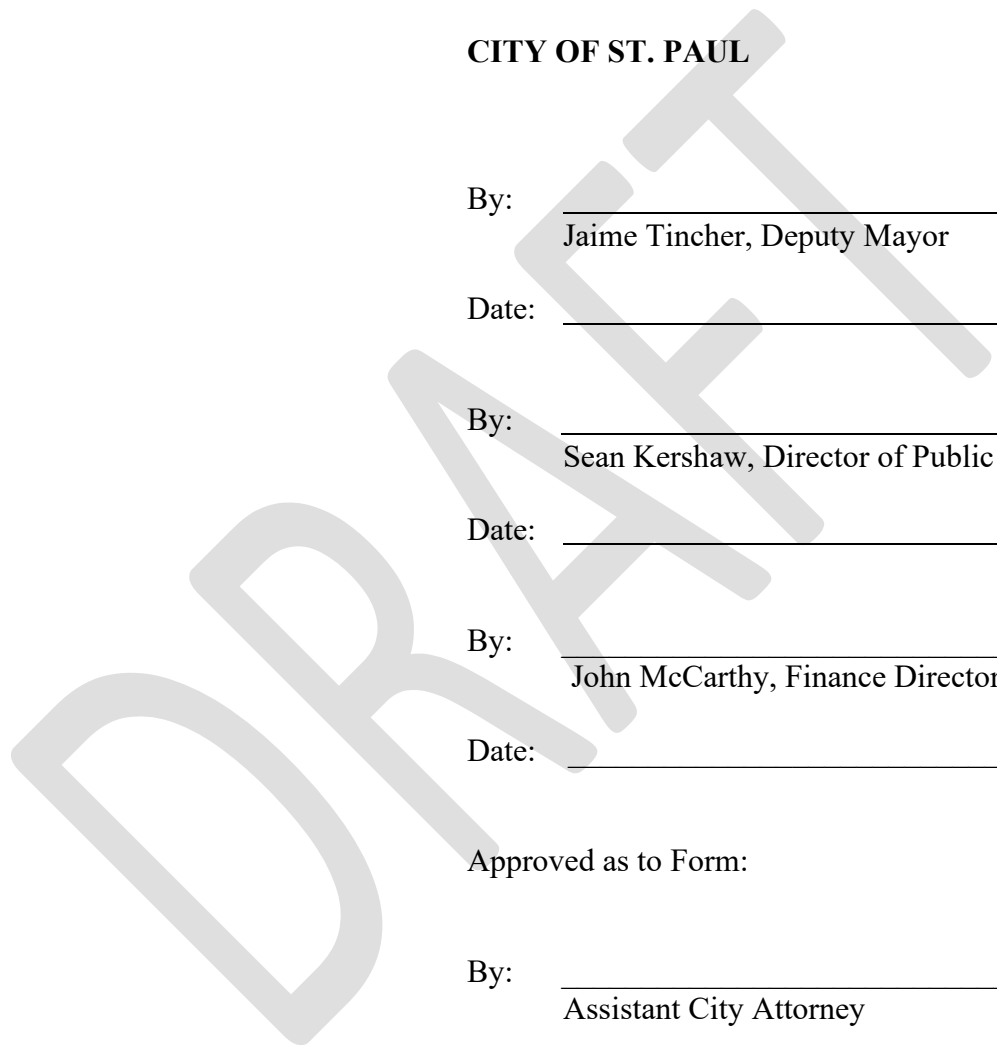 CITY OF ST. PAUL
By:
Jaime Tincher, Deputy Mayor
Date:
By:
Sean Kershaw, Director of Public
Date:
By:
John McCarthy, Finance Director
Date:
Approved as to Form:
By:
Assistant City Attorney
DRAFT